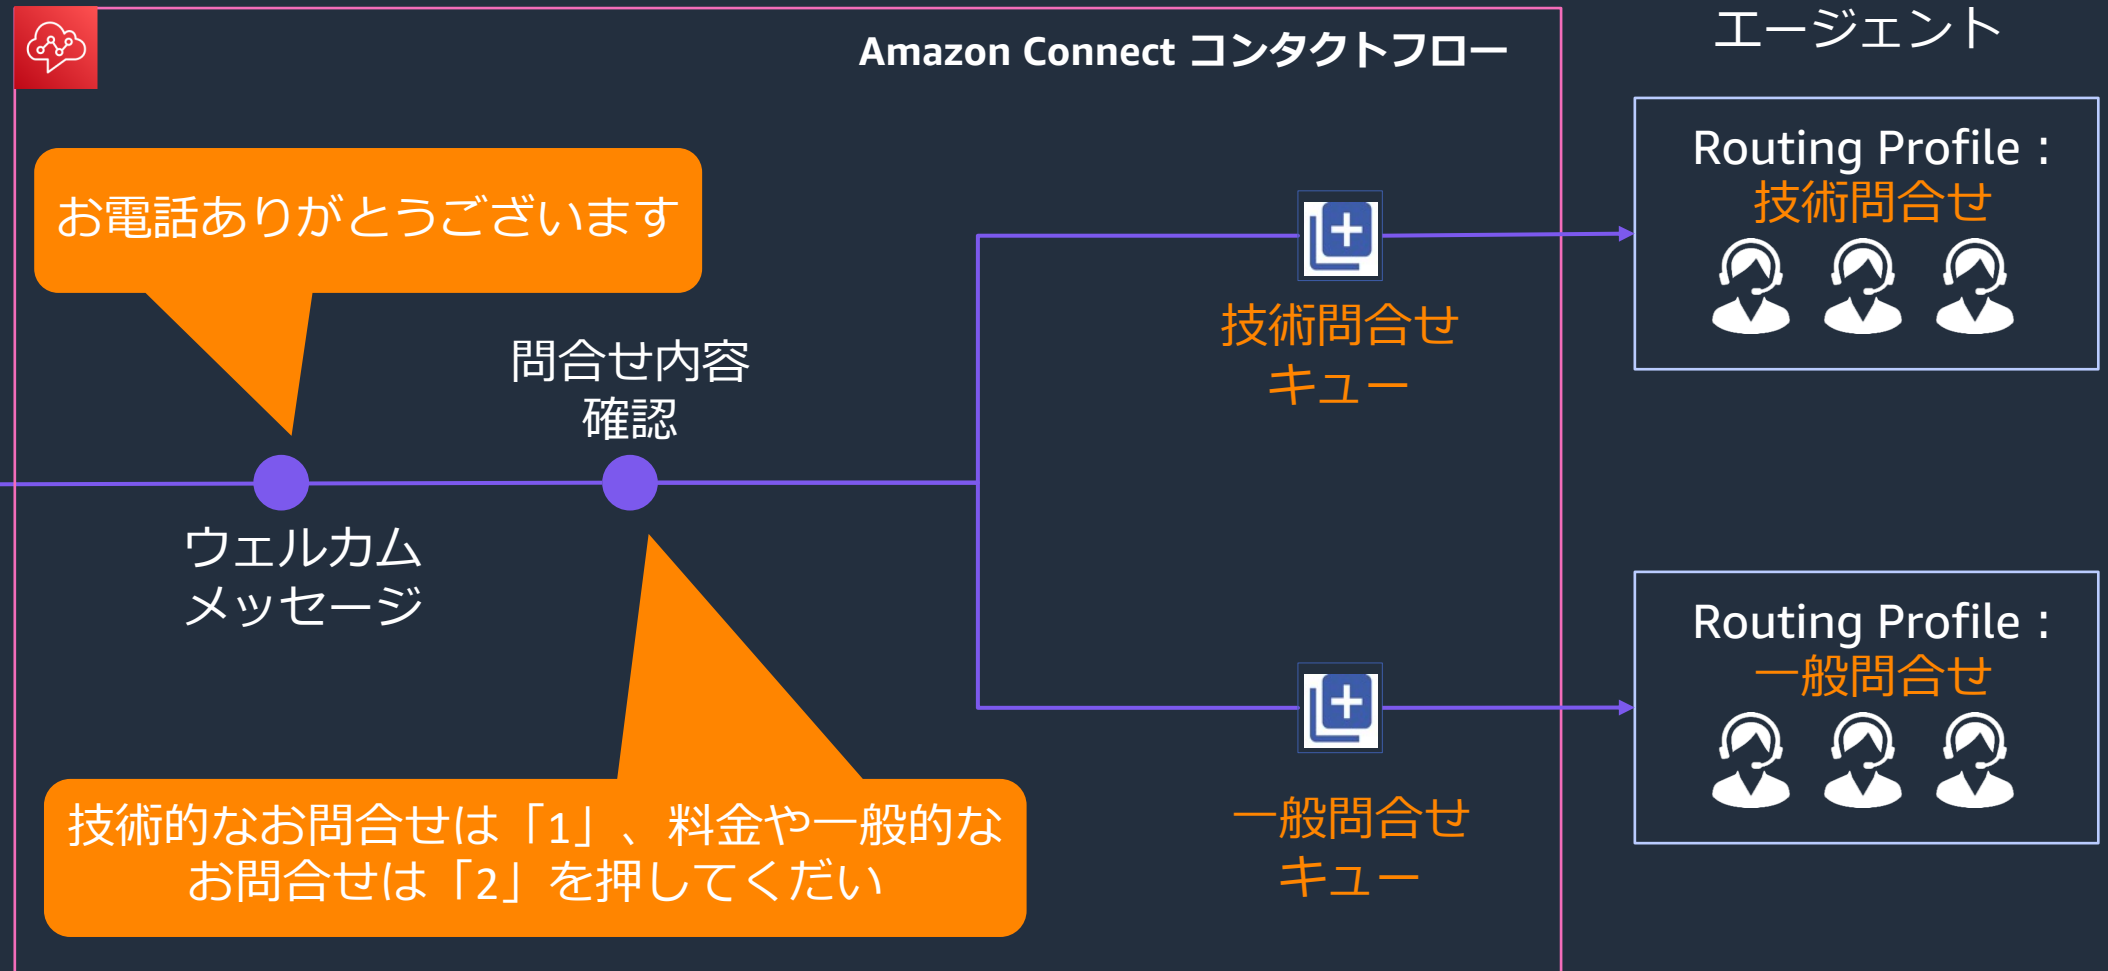 Amazon Connect コンタクトフロー
エージェント
お電話ありがとうございます
問合せ内容
確認
ウェルカム
メッセージ
技術的なお問合せは「1」、料金や一般的な
お問合せは「2」を押してくだい
技術問合せ
キュー
一般問合せ
キュー
Routing Profile :
技術問合せ
Routing Profile :
一般問合せ